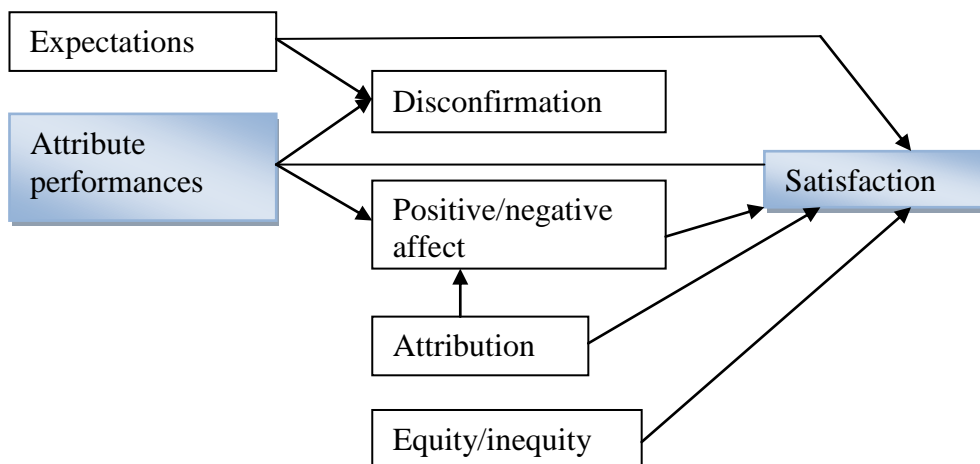 Expectations
Disconfirmation
Attribute
performances
Satisfaction
Positive/negative
affect
Attribution
Equity/inequity